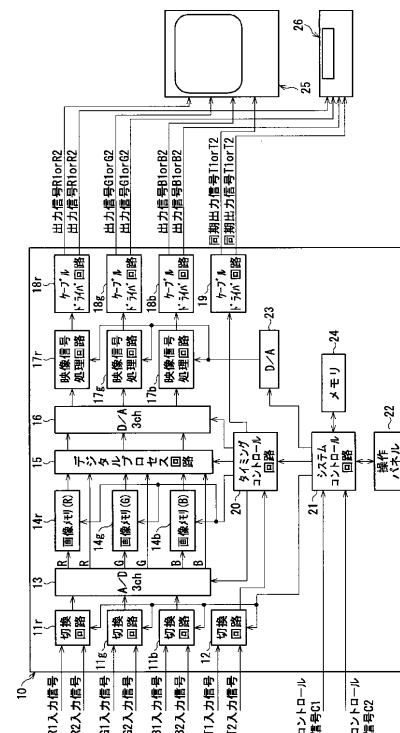 10
R1入力信号
R2入力信号
G1入力信号
G2入力信号
B1入力信号
B2入力信号
T1入力信号
T2入力信号
コントロール
信号C1
コントロール
信号C2
11r
切換
回路
11g
切換
回路
11b
切換
回路
12
切換
回路
13
A/D
3ch
R
R
G
G
B
B
14r
画像メモリ(R)
14g
画像メモリ(G)
14b
画像メモリ(B)
15
デジタルプロセス回路
16
D/A
3ch
17r
映像信号
処理回路
17g
映像信号
処理回路
17b
映像信号
処理回路
18r
ケーブル
ドライバ回路
18g
ケーブル
ドライバ回路
18b
ケーブル
ドライバ回路
19
ケーブル
ドライバ回路
20
タイミング
コントロール
回路
21
システム
コントロール
回路
22
操作
パネル
23
D/A
24
メモリ
出力信号R1orR2
出力信号R1orR2
出力信号G1orG2
出力信号G1orG2
出力信号B1orB2
出力信号B1orB2
同期出力信号T1orT2
同期出力信号T1orT2
25
26